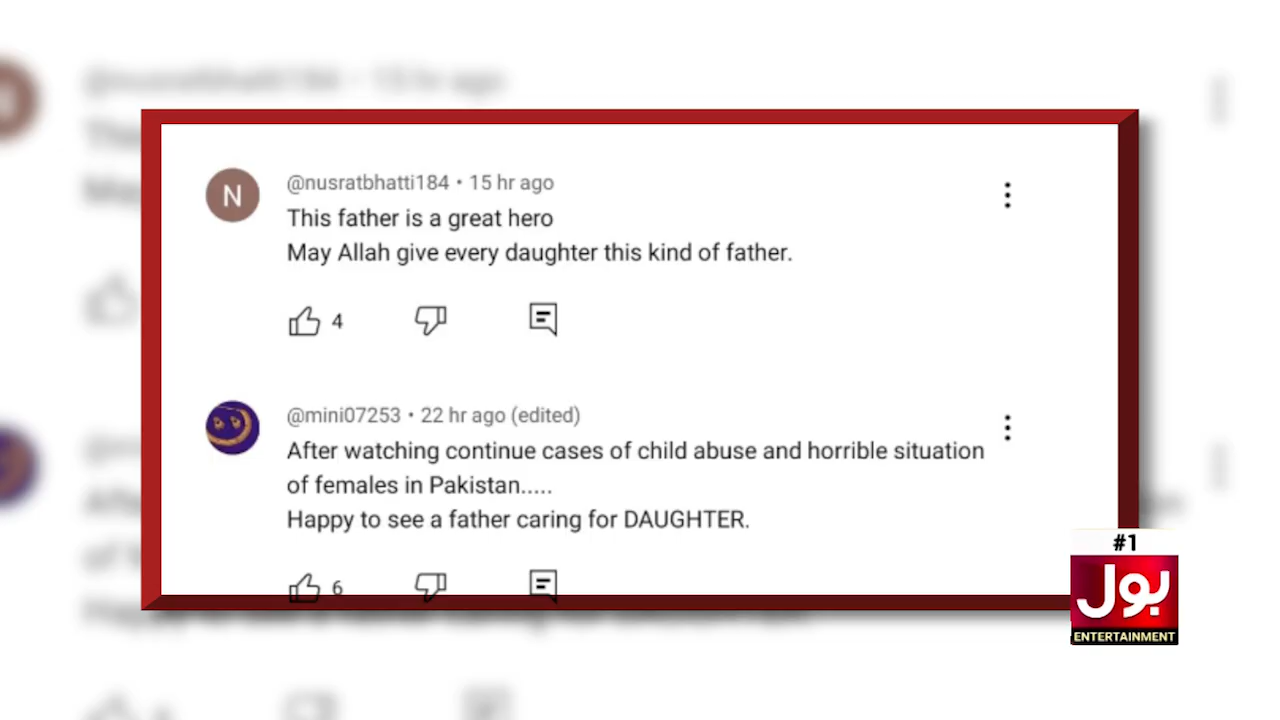 N
@nusratbhatti184 • 15 hr ago
This father is a great hero
May Allah give every daughter this kind of father.
4
@mini07253 • 22 hr ago (edited)
After watching continue cases of child abuse and horrible situation
of females in Pakistan.....
Happy to see a father caring for DAUGHTER.
6
#1
بول
ENTERTAINMENT